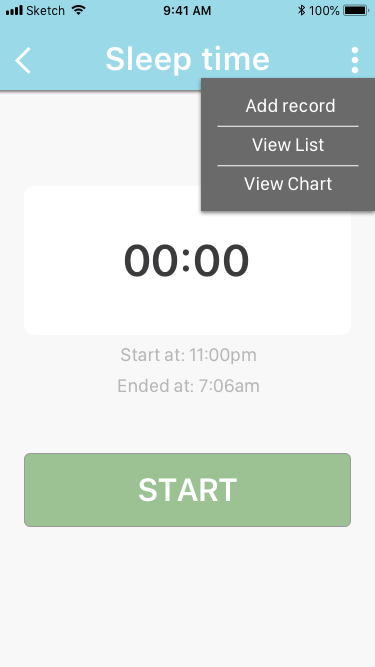 Sketch 9:41 AM 100%
Sleep time
Add record
View List
View Chart
00:00
Start at: 11:00pm
Ended at: 7:06am
START